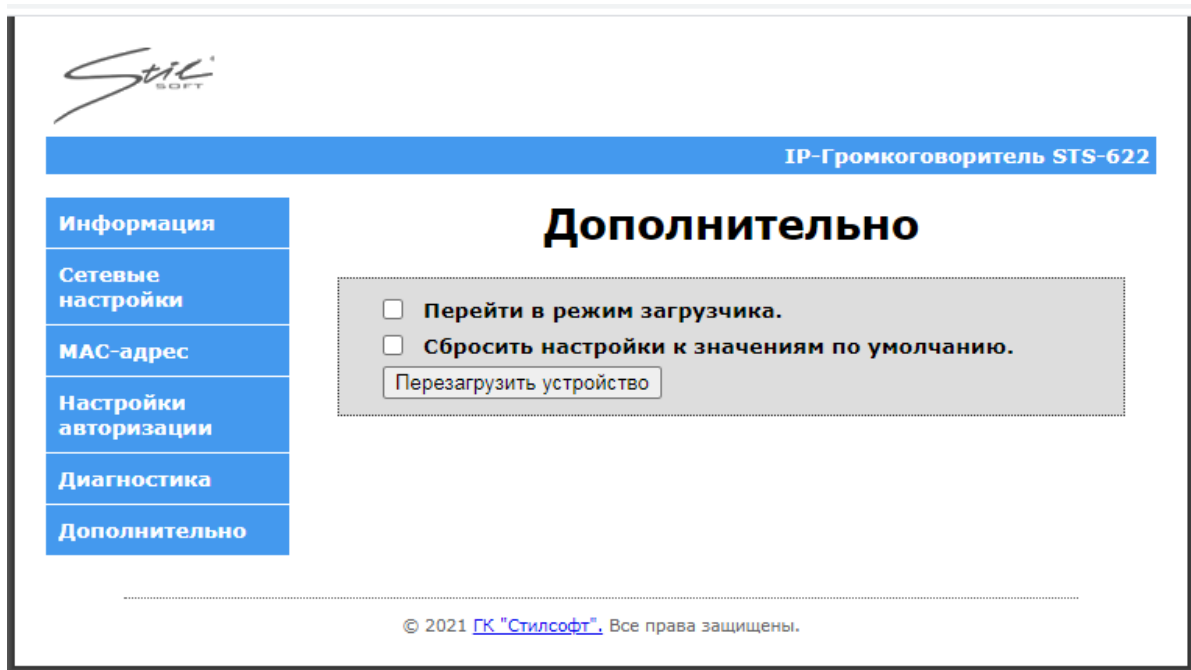 Stil
SOFT
IP-Громкоговоритель STS-622
Информация
Сетевые
настройки
MAC-адрес
Настройки
авторизации
Диагностика
Дополнительно
Дополнительно
Перейти в режим загрузчика.
Сбросить настройки к значениям по умолчанию.
Перезагрузить устройство
© 2021 ГК "Стилсофт". Все права защищены.